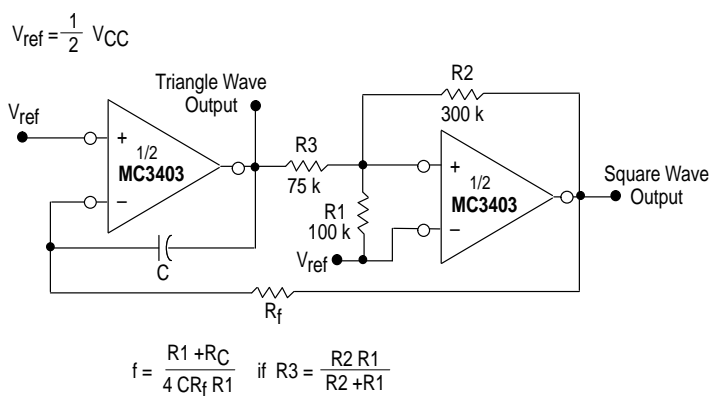 Vref = 1/2 VCC
Triangle Wave
Output
Vref
+
1/2
MC3403
−
C
R3
75 k
R2
300 k
R1
100 k
Vref
+
1/2
MC3403
−
Square Wave
Output
Rf
f = R1 +RC / 4 CRf R1 if R3 = R2 R1 / R2 +R1